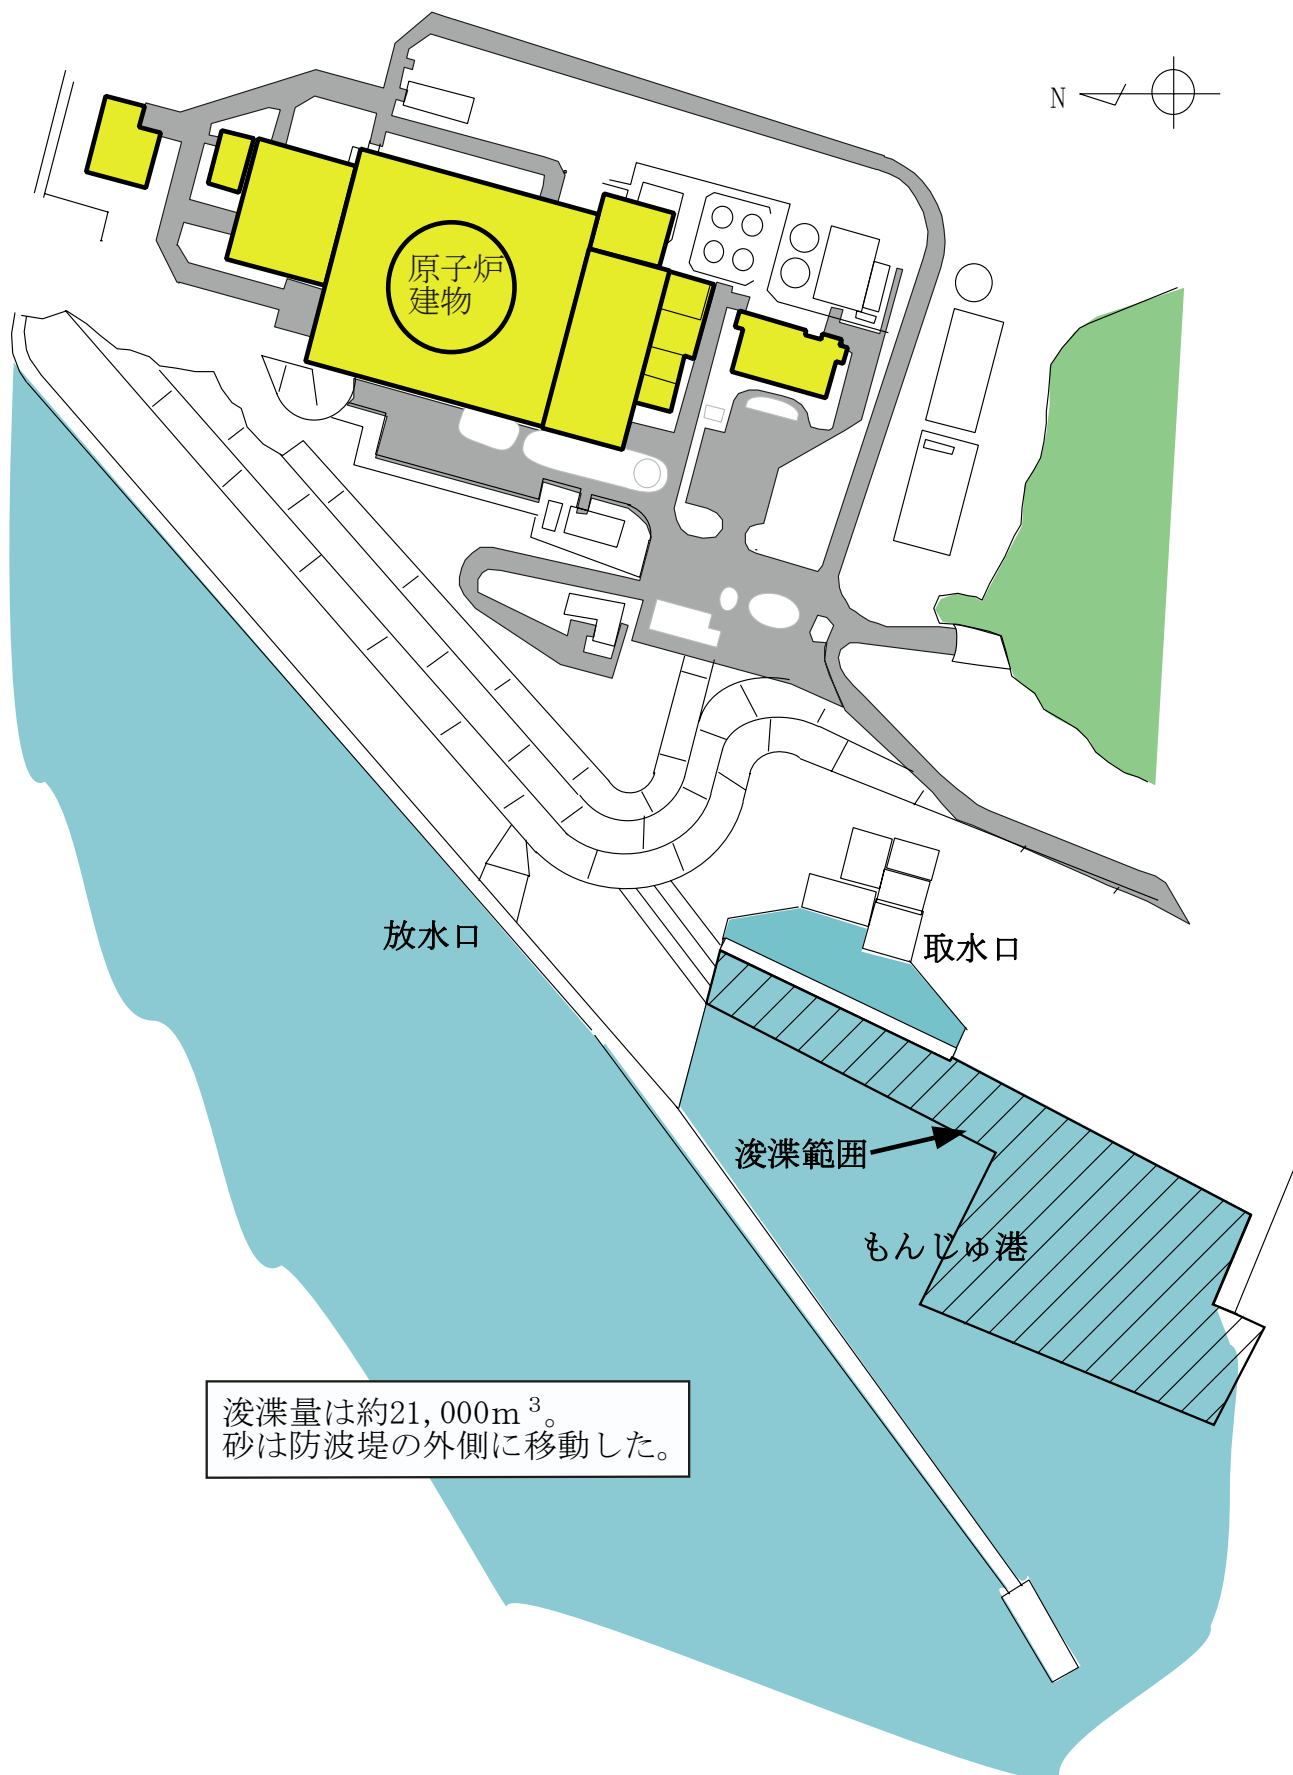 N
原子炉
建物
放水口
取水口
浚渫範囲
もんじゅ港
浚渫量は約21,000m³。
砂は防波堤の外側に移動した。